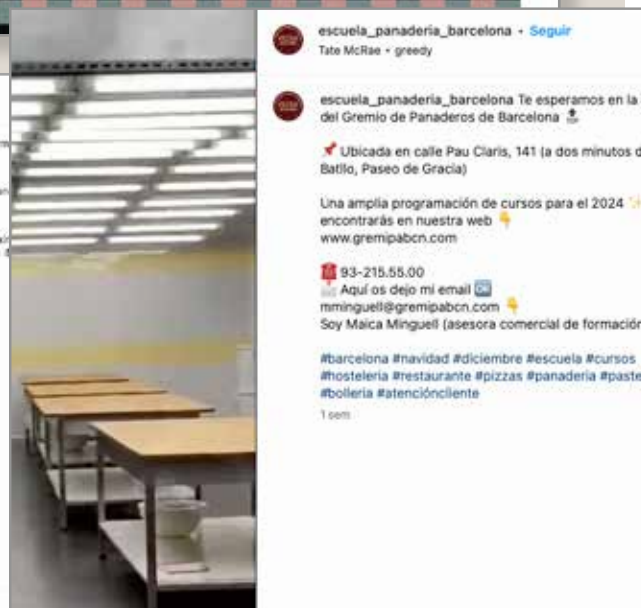 escuela_panaderia_barcelona • Seguir
Tate McRae • greedy
escuela_panaderia_barcelona Te esperamos en la
del Gremio de Panaderos de Barcelona
Ubicada en calle Pau Claris, 141 (a dos minutos d
Batllo, Paseo de Gracia)
Una amplia programación de cursos para el 2024
encontrarás en nuestra web
www.gremipabcn.com
93-215.55.00
Aquí os dejo mi email
mminguell@gremipabcn.com
Soy Maica Minguell (asesora comercial de formación
#barcelona #navidad #diciembre #escuela #cursos
#hosteleria #restaurante #pizzas #panaderia #paste
#bolleria #atencióncliente
1 sem